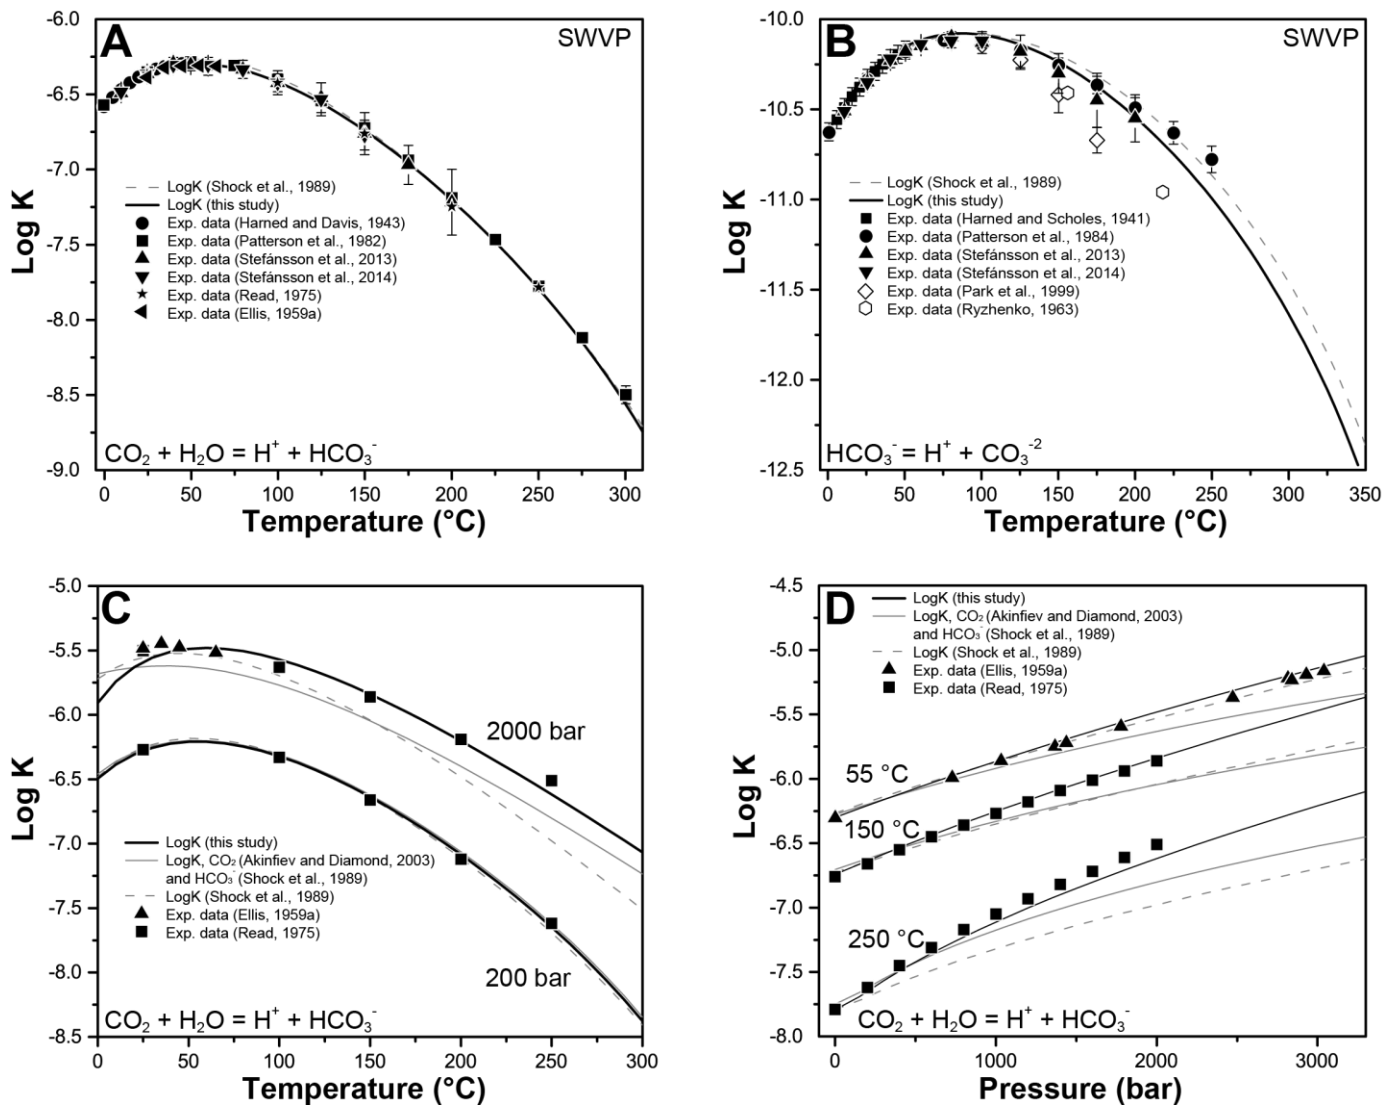 A
SWVP
-6.0
-6.5
-7.0
-7.5
-8.0
-8.5
-9.0
Log K
LogK (Shock et al., 1989)
LogK (this study)
Exp. data (Harned and Davis, 1943)
Exp. data (Patterson et al., 1982)
Exp. data (Stefánsson et al., 2013)
Exp. data (Stefánsson et al., 2014)
Exp. data (Read, 1975)
Exp. data (Ellis, 1959a)
CO₂ + H₂O = H⁺ + HCO₃⁻
0 50 100 150 200 250 300
Temperature (°C)
B
SWVP
-10.0
-10.5
-11.0
-11.5
-12.0
-12.5
Log K
LogK (Shock et al., 1989)
LogK (this study)
Exp. data (Harned and Scholes, 1941)
Exp. data (Patterson et al., 1984)
Exp. data (Stefánsson et al., 2013)
Exp. data (Stefánsson et al., 2014)
Exp. data (Park et al., 1999)
Exp. data (Ryzhenko, 1963)
HCO₃⁻ = H⁺ + CO₃⁻²
0 50 100 150 200 250 300 350
Temperature (°C)
C
-5.0
-5.5
-6.0
-6.5
-7.0
-7.5
-8.0
-8.5
Log K
2000 bar
LogK (this study)
LogK, CO₂ (Akinfiev and Diamond, 2003)
and HCO₃⁻ (Shock et al., 1989)
LogK (Shock et al., 1989)
Exp. data (Ellis, 1959a)
Exp. data (Read, 1975)
200 bar
CO₂ + H₂O = H⁺ + HCO₃⁻
0 50 100 150 200 250 300
Temperature (°C)
D
-4.5
-5.0
-5.5
-6.0
-6.5
-7.0
-7.5
-8.0
Log K
LogK (this study)
LogK, CO₂ (Akinfiev and Diamond, 2003)
and HCO₃⁻ (Shock et al., 1989)
LogK (Shock et al., 1989)
Exp. data (Ellis, 1959a)
Exp. data (Read, 1975)
55 °C
150 °C
250 °C
CO₂ + H₂O = H⁺ + HCO₃⁻
0 1000 2000 3000
Pressure (bar)